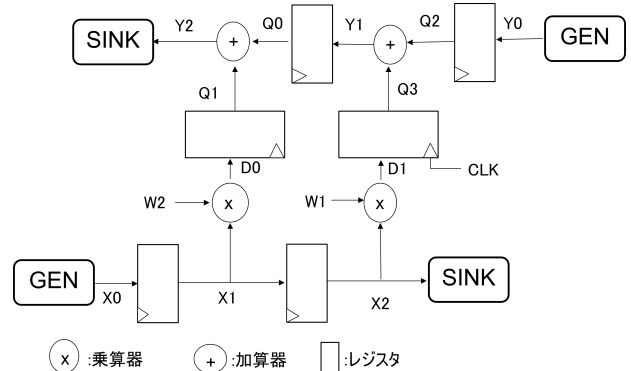 SINK
Y2
+
Q0
Y1
+
Q2
Y0
GEN
Q1
Q3
D0
D1
CLK
W2
x
W1
x
GEN
X0
X1
X2
SINK
x :乗算器
+ :加算器
:レジスタ